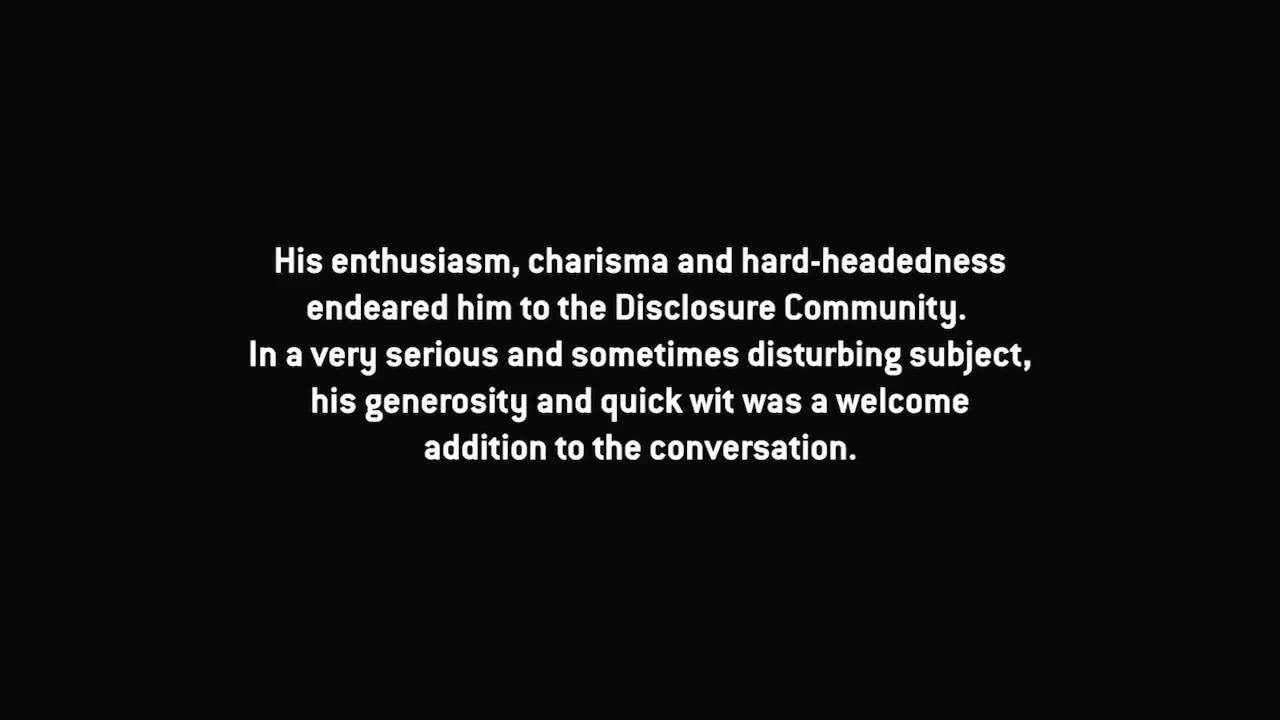 His enthusiasm, charisma and hard-headedness
endeared him to the Disclosure Community.
In a very serious and sometimes disturbing subject,
his generosity and quick wit was a welcome
addition to the conversation.